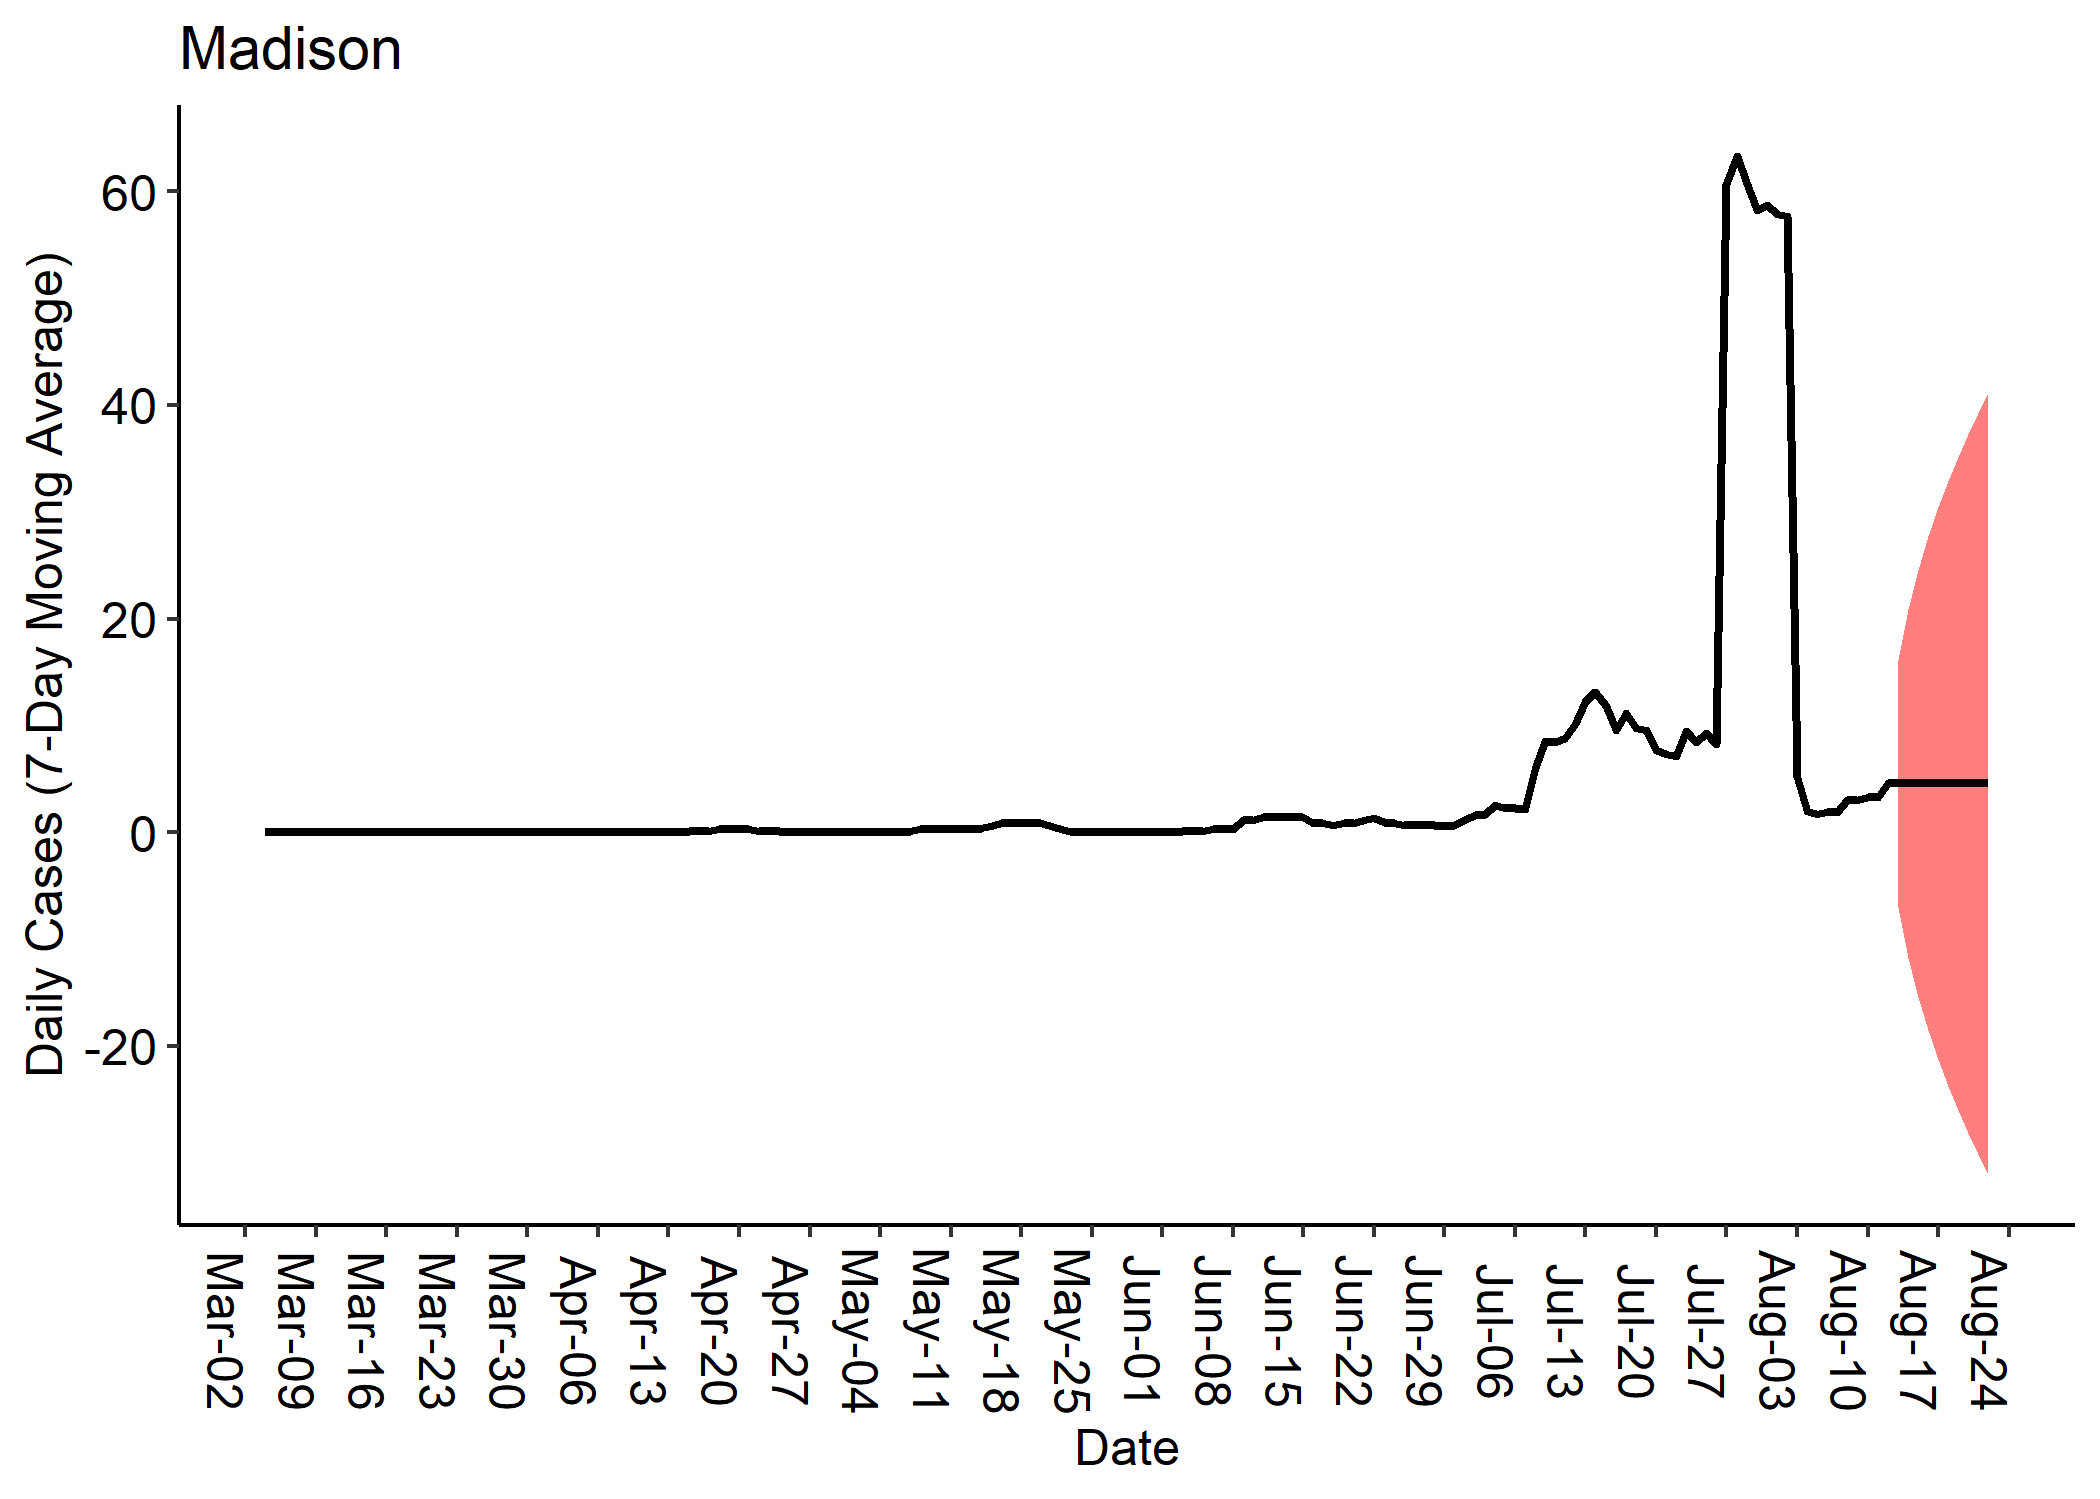 Madison
Daily Cases (7-Day Moving Average)
60
40
20
0
-20
Mar-02
Mar-09
Mar-16
Mar-23
Mar-30
Apr-06
Apr-13
Apr-20
Apr-27
May-04
May-11
May-18
May-25
Jun-01
Jun-08
Jun-15
Jun-22
Jun-29
Jul-06
Jul-13
Jul-20
Jul-27
Aug-03
Aug-10
Aug-17
Aug-24
Date